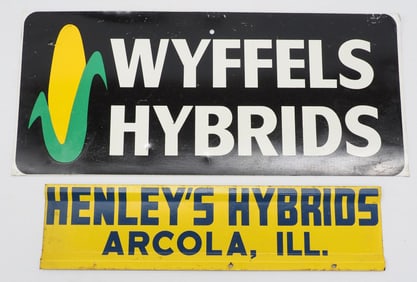 WYFFELS
HYBRIDS
HENLEY'S HYBRIDS
ARCOLA, ILL.